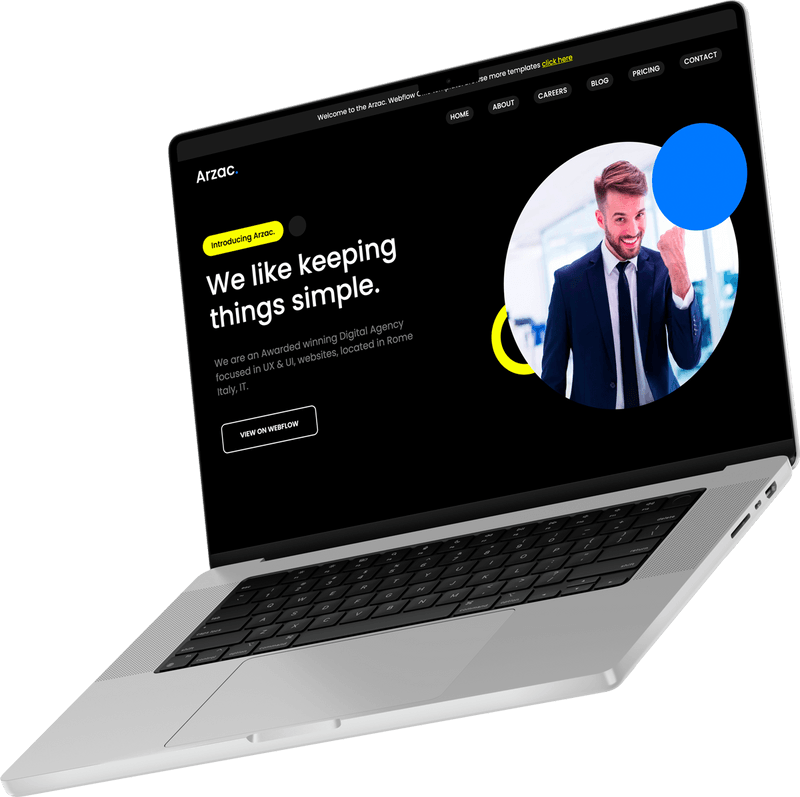 Welcome to the Arzac. Webflow more templates click here
HOME
ABOUT
CAREERS
BLOG
PRICING
CONTACT
Arzac.
Introducing Arzac.
We like keeping
things simple.
We are an Awarded winning Digital Agency
focused in UX & UI, websites, located in Rome
Italy, IT.
VIEW ON WEBFLOW